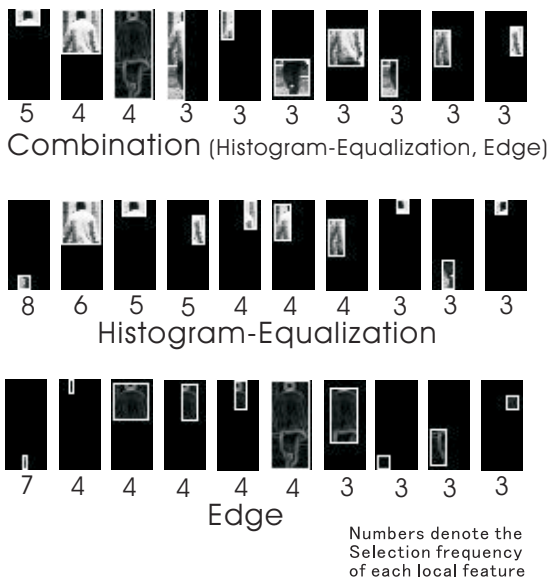 5 4 4 3 3 3 3 3 3 3
Combination (Histogram-Equalization, Edge)
8 6 5 5 4 4 4 3 3 3
Histogram-Equalization
7 4 4 4 4 4 3 3 3 3
Edge
Numbers denote the
Selection frequency
of each local feature